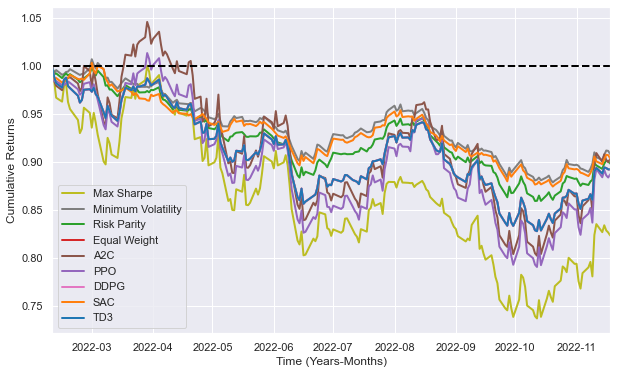 1.05
1.00
0.95
0.90
0.85
0.80
0.75
Cumulative Returns
Max Sharpe
Minimum Volatility
Risk Parity
Equal Weight
A2C
PPO
DDPG
SAC
TD3
2022-03 2022-04 2022-05 2022-06 2022-07 2022-08 2022-09 2022-10 2022-11
Time (Years-Months)